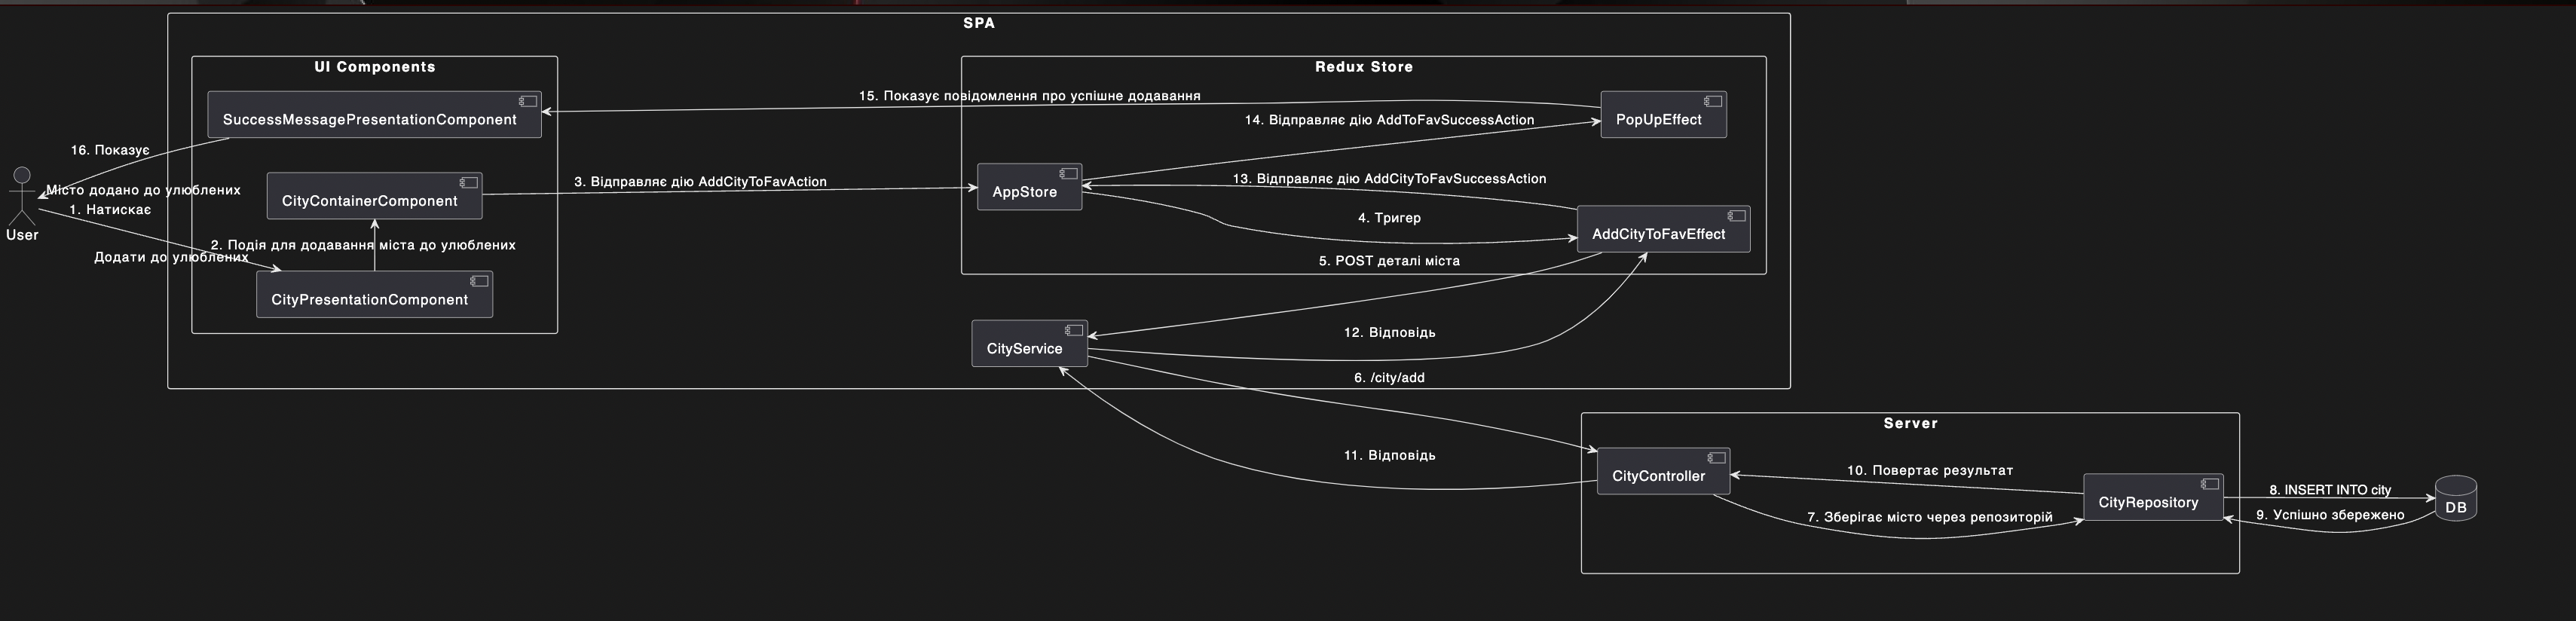 SPA
UI Components
Redux Store
15. Показує повідомлення про успішне додавання
SuccessMessagePresentationComponent
PopUpEffect
14. Відправляє дію AddToFavSuccessAction
16. Показує
Місто додано до улюблених
3. Відправляє дію AddCityToFavAction
13. Відправляє дію AddCityToFavSuccessAction
AppStore
CityContainerComponent
1. Натискає
Додати до улюблених
User
4. Тригер
AddCityToFavEffect
2. Подія для додавання міста до улюблених
5. POST деталі міста
CityPresentationComponent
12. Відповідь
CityService
6. /city/add
Server
11. Відповідь
10. Повертає результат
CityController
8. INSERT INTO city
CityRepository
DB
7. Зберігає місто через репозиторій
9. Успішно збережено